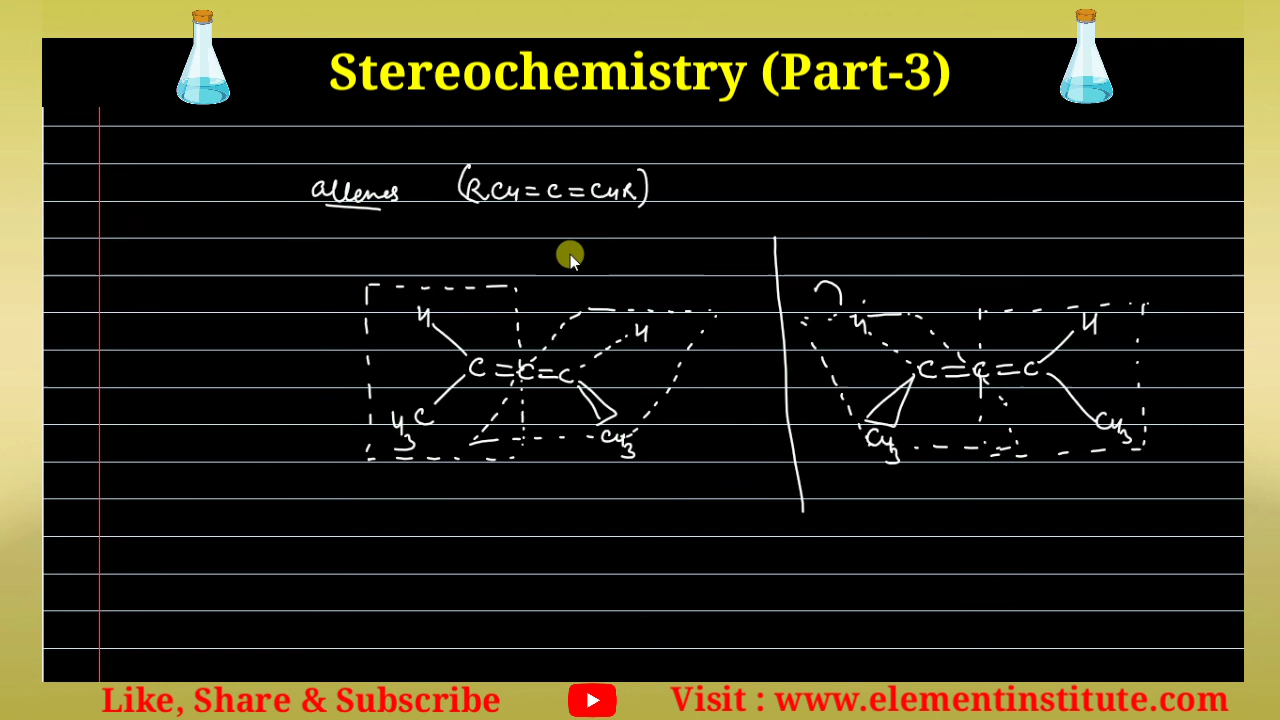 Stereochemistry (Part-3)
allenes (RCH=C=CHR)
H H H H
C=C=C C=C=C
H3C CH3 CH3 CH3
Like, Share & Subscribe Visit : www.elementinstitute.com